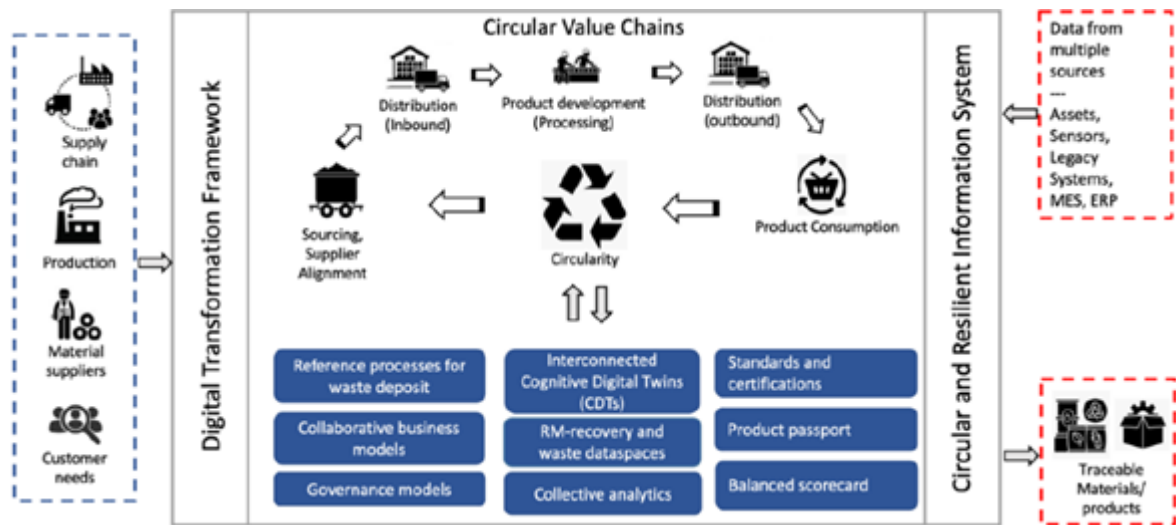 Supply
chain
Production
Material
suppliers
Customer
needs
Digital Transformation Framework
Circular Value Chains
Distribution
(Inbound)
Product development
(Processing)
Distribution
(outbound)
Sourcing,
Supplier
Alignment
Circularity
Product Consumption
Reference processes for
waste deposit
Interconnected
Cognitive Digital Twins
(CDTs)
Standards and
certifications
Collaborative business
models
RM-recovery and
waste dataspaces
Product passport
Governance models
Collective analytics
Balanced scorecard
Circular and Resilient Information System
Data from
multiple
sources
---
Assets,
Sensors,
Legacy
Systems,
MES, ERP
Traceable
Materials/
products